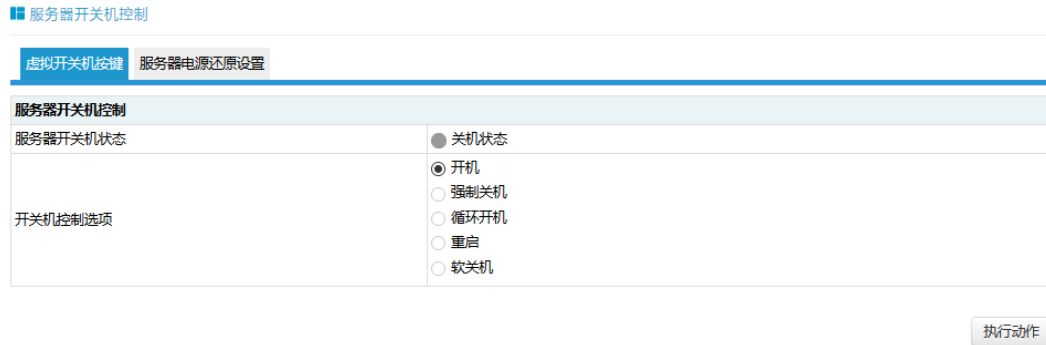 服务器开关机控制
虚拟开关机按键 服务器电源还原设置
服务器开关机控制
服务器开关机状态 关机状态
开机
强制关机
开关机控制选项 循环开机
重启
软关机
执行动作